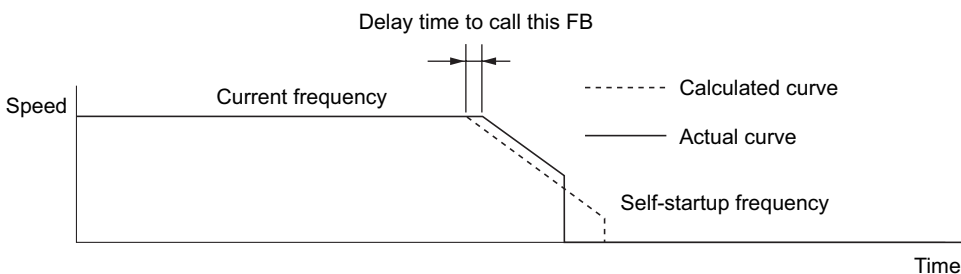 Delay time to call this FB
Speed
Current frequency
Calculated curve
Actual curve
Self-startup frequency
Time